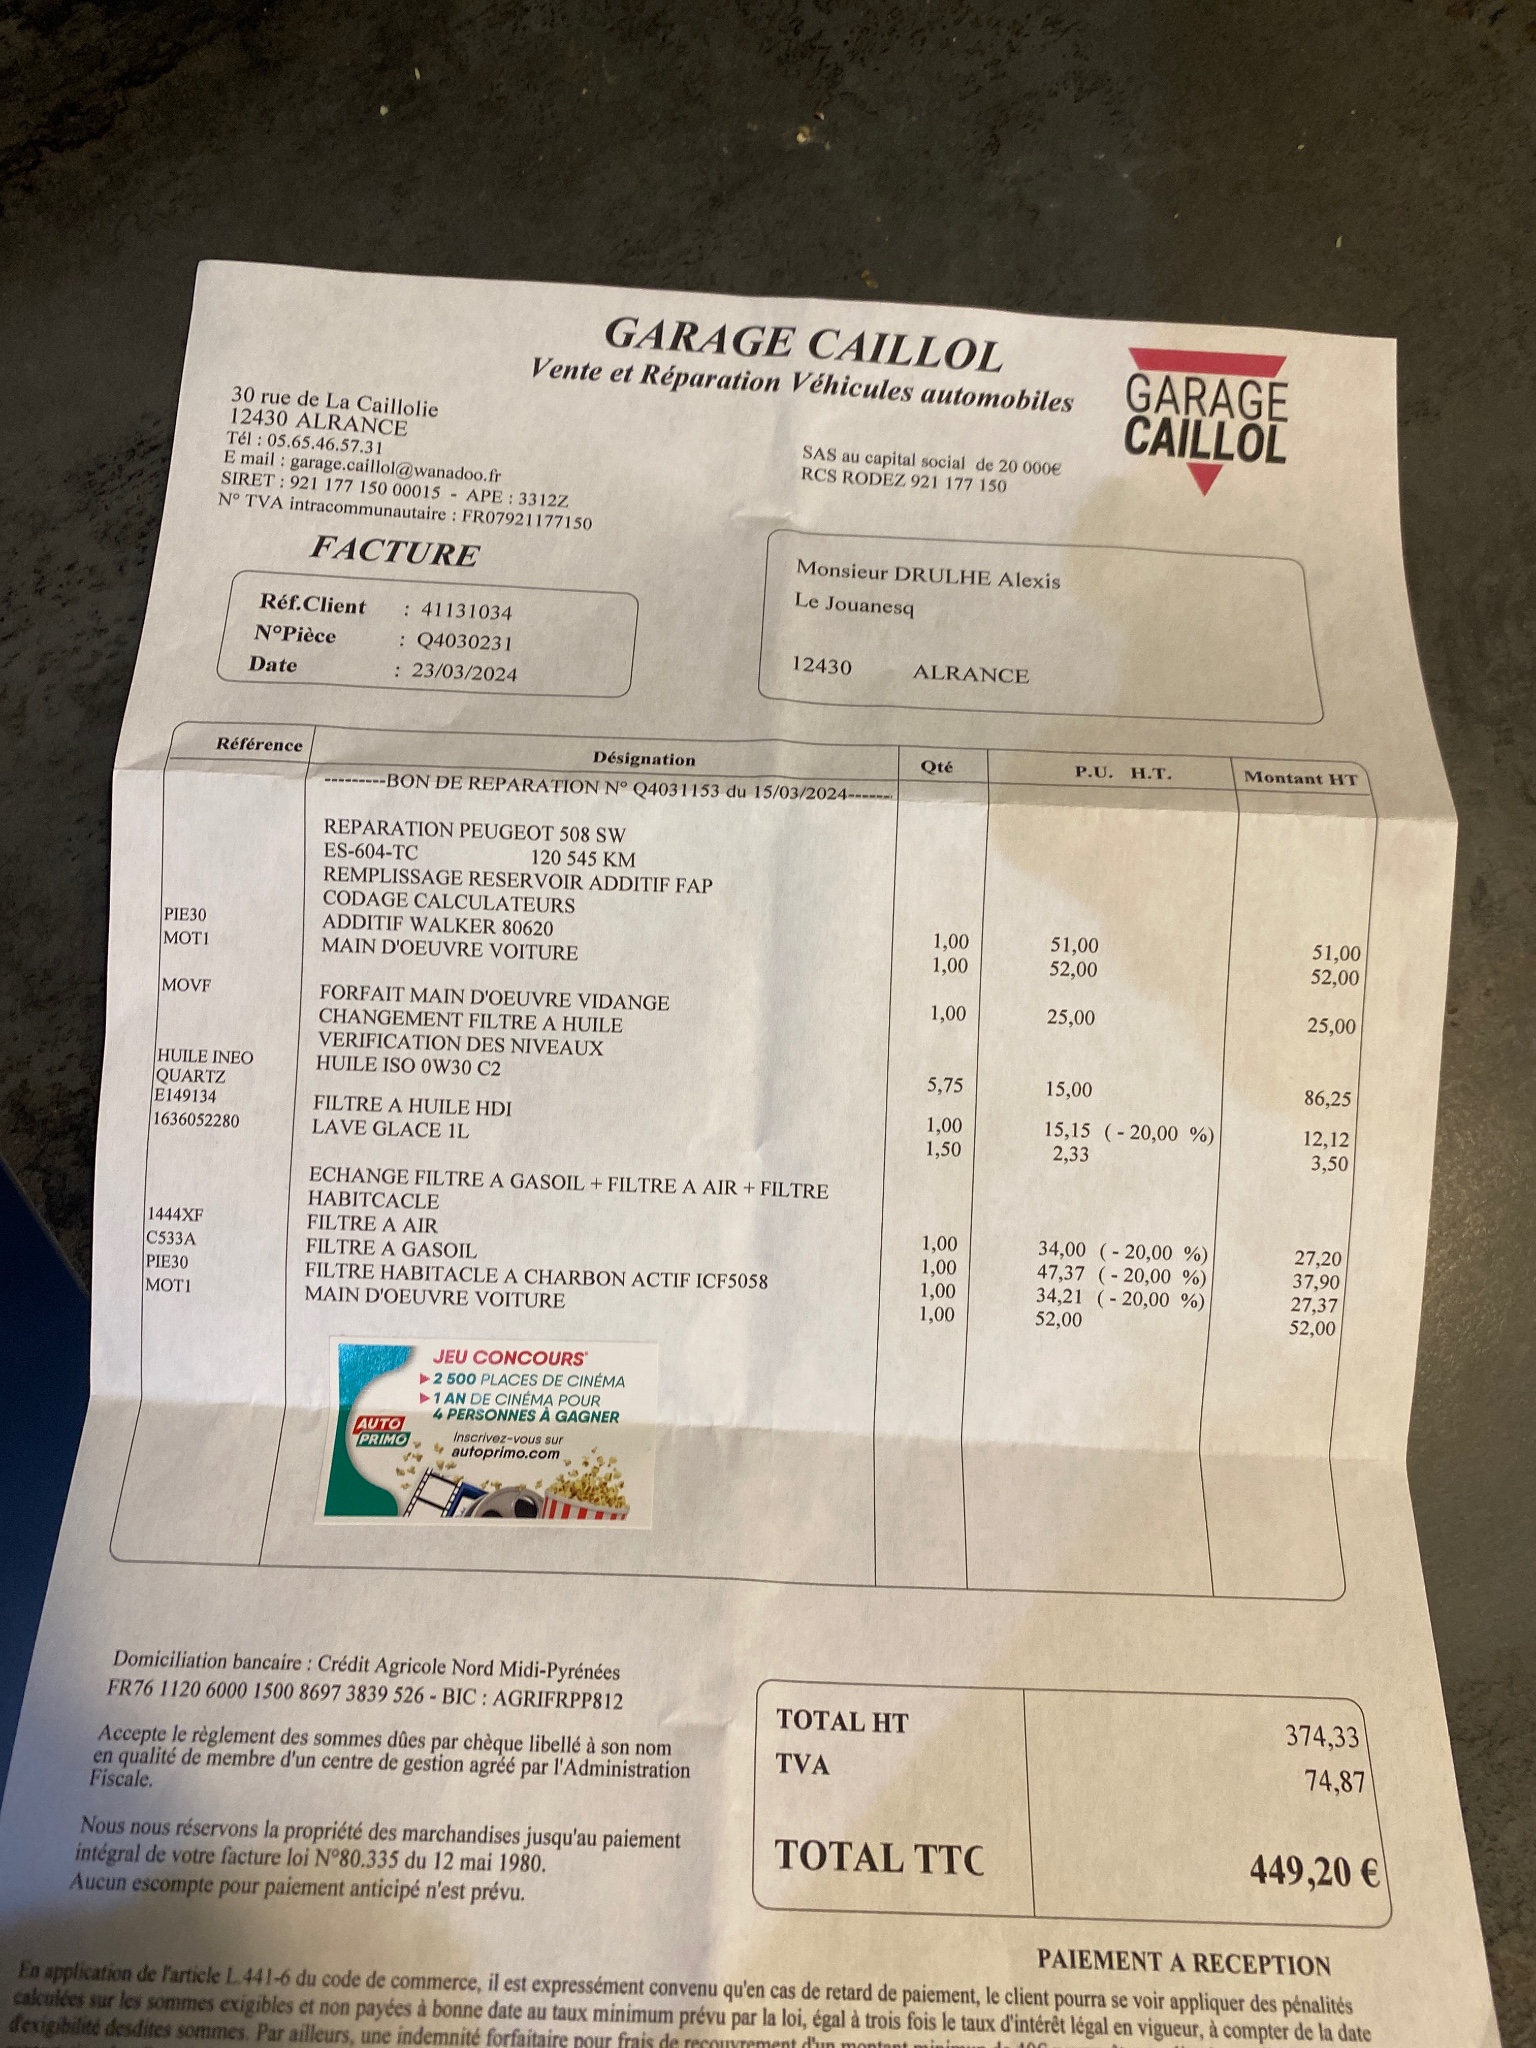 GARAGE CAILLOL
Vente et Réparation Véhicules automobiles
GARAGE
CAILLOL
30 rue de La Caillolie
12430 ALRANCE
Tél : 05.65.46.57.31
E mail : garage.caillol@wanadoo.fr
SIRET : 921 177 150 00015 - APE : 3312Z
N° TVA intracommunautaire : FR07921177150
SAS au capital social de 20 000€
RCS RODEZ 921 177 150
FACTURE
Réf.Client : 41131034
N°Pièce : Q4030231
Date : 23/03/2024
Monsieur DRULHE Alexis
Le Jouanesq
12430 ALRANCE
Référence Désignation Qté P.U. H.T. Montant HT
---------BON DE REPARATION N° Q4031153 du 15/03/2024------
REPARATION PEUGEOT 508 SW
ES-604-TC 120 545 KM
REMPLISSAGE RESERVOIR ADDITIF FAP
CODAGE CALCULATEURS
PIE30 ADDITIF WALKER 80620 1,00 51,00 51,00
MOT1 MAIN D'OEUVRE VOITURE 1,00 52,00 52,00
MOVF FORFAIT MAIN D'OEUVRE VIDANGE 1,00 25,00 25,00
CHANGEMENT FILTRE A HUILE
VERIFICATION DES NIVEAUX
HUILE INEO HUILE ISO 0W30 C2 5,75 15,00 86,25
QUARTZ
E149134 FILTRE A HUILE HDI 1,00 15,15 ( - 20,00 %) 12,12
1636052280 LAVE GLACE 1L 1,50 2,33 3,50
ECHANGE FILTRE A GASOIL + FILTRE A AIR + FILTRE
HABITCACLE
1444XF FILTRE A AIR 1,00 34,00 ( - 20,00 %) 27,20
C533A FILTRE A GASOIL 1,00 47,37 ( - 20,00 %) 37,90
PIE30 FILTRE HABITACLE A CHARBON ACTIF ICF5058 1,00 34,21 ( - 20,00 %) 27,37
MOT1 MAIN D'OEUVRE VOITURE 1,00 52,00 52,00
JEU CONCOURS*
2 500 PLACES DE CINÉMA
1 AN DE CINÉMA POUR
4 PERSONNES À GAGNER
AUTO
PRIMO
Inscrivez-vous sur
autoprimo.com
Domiciliation bancaire : Crédit Agricole Nord Midi-Pyrénées
FR76 1120 6000 1500 8697 3839 526 - BIC : AGRIFRPP812
Accepte le règlement des sommes dûes par chèque libellé à son nom
en qualité de membre d'un centre de gestion agréé par l'Administration
Fiscale.
Nous nous réservons la propriété des marchandises jusqu'au paiement
intégral de votre facture loi N°80.335 du 12 mai 1980.
Aucun escompte pour paiement anticipé n'est prévu.
TOTAL HT 374,33
TVA 74,87
TOTAL TTC 449,20 €
PAIEMENT A RECEPTION
En application de l'article L.441-6 du code de commerce, il est expressément convenu qu'en cas de retard de paiement, le client pourra se voir appliquer des pénalités
calculées sur les sommes exigibles et non payées à bonne date au taux minimum prévu par la loi, égal à trois fois le taux d'intérêt légal en vigueur, à compter de la date
d'exigibilité desdites sommes. Par ailleurs, une indemnité forfaitaire pour frais de recouvrement d'un montant minimum de